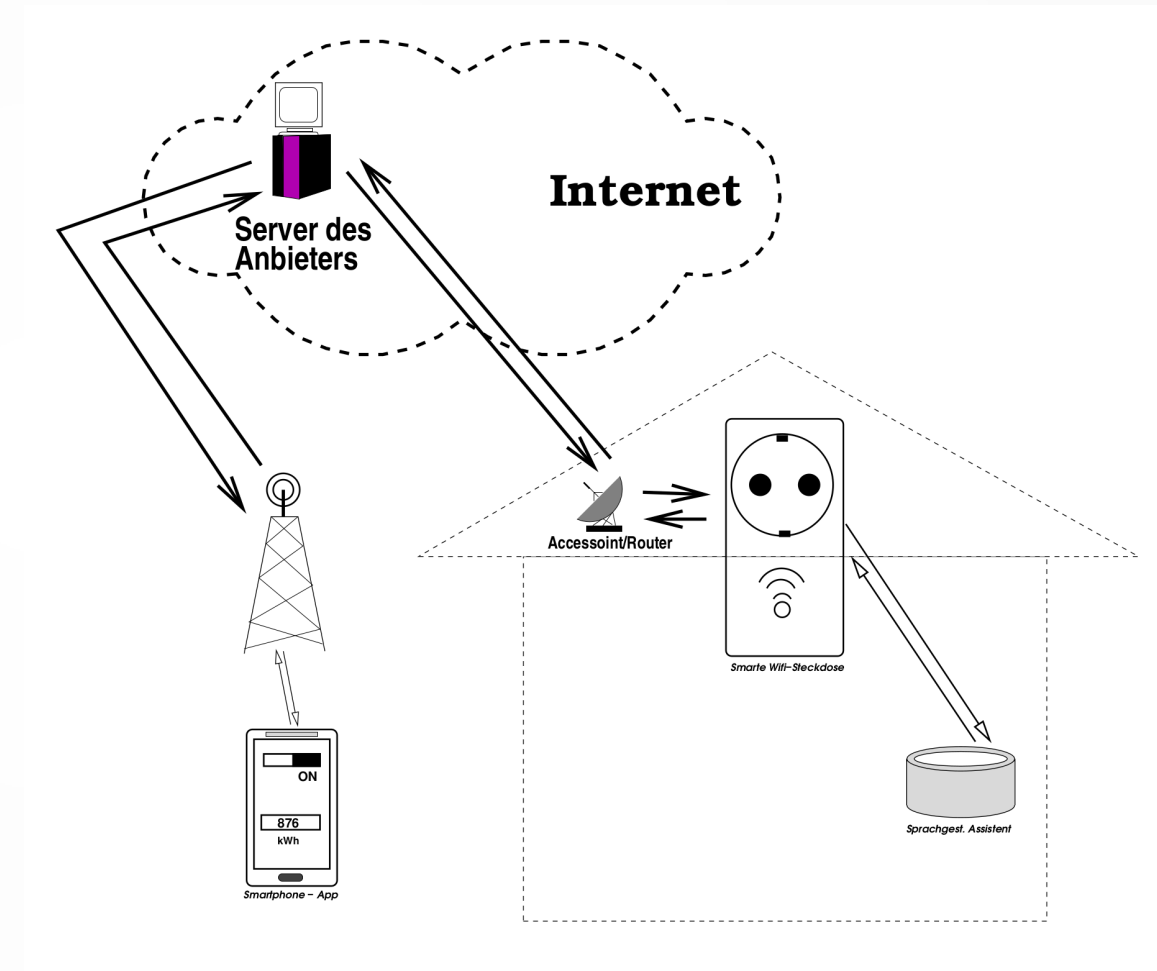 Internet
Server des
Anbieters
Accessoint/Router
Smarte Wifi-Steckdose
ON
876
kWh
Sprachgest. Assistent
Smartphone - App